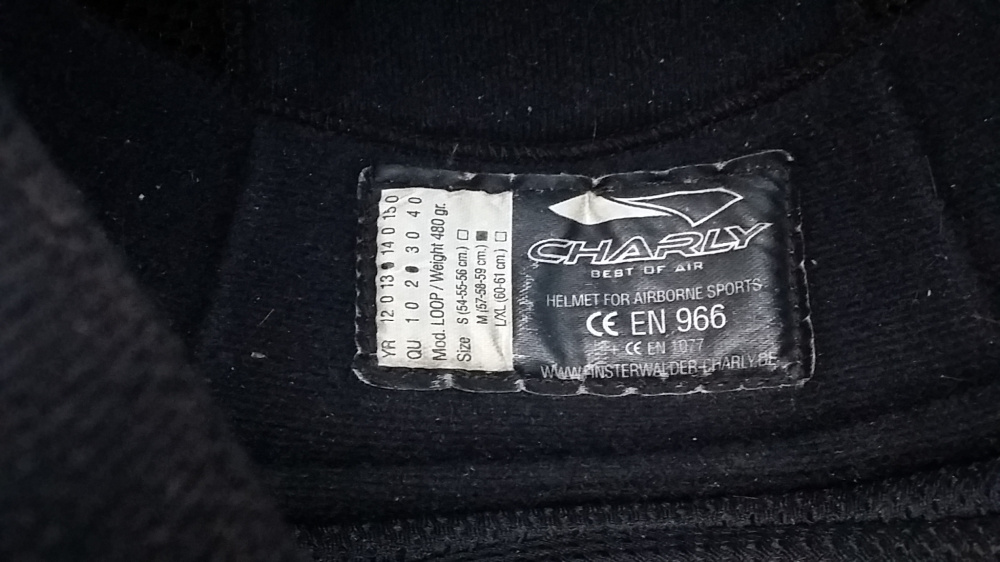 YR 12 0 13 ● 14 0 15 0
QU 1 0 2 ● 3 0 4 0
Mod. LOOP / Weight 480 gr.
Size S (54-55-56 cm.) ☐
M (57-58-59 cm.) ■
L/XL (60-61 cm.) ☐
CHARLY
BEST OF AIR
HELMET FOR AIRBORNE SPORTS
CE EN 966
+ CE EN 1077
WWW.FINSTERWALDER-CHARLY.DE